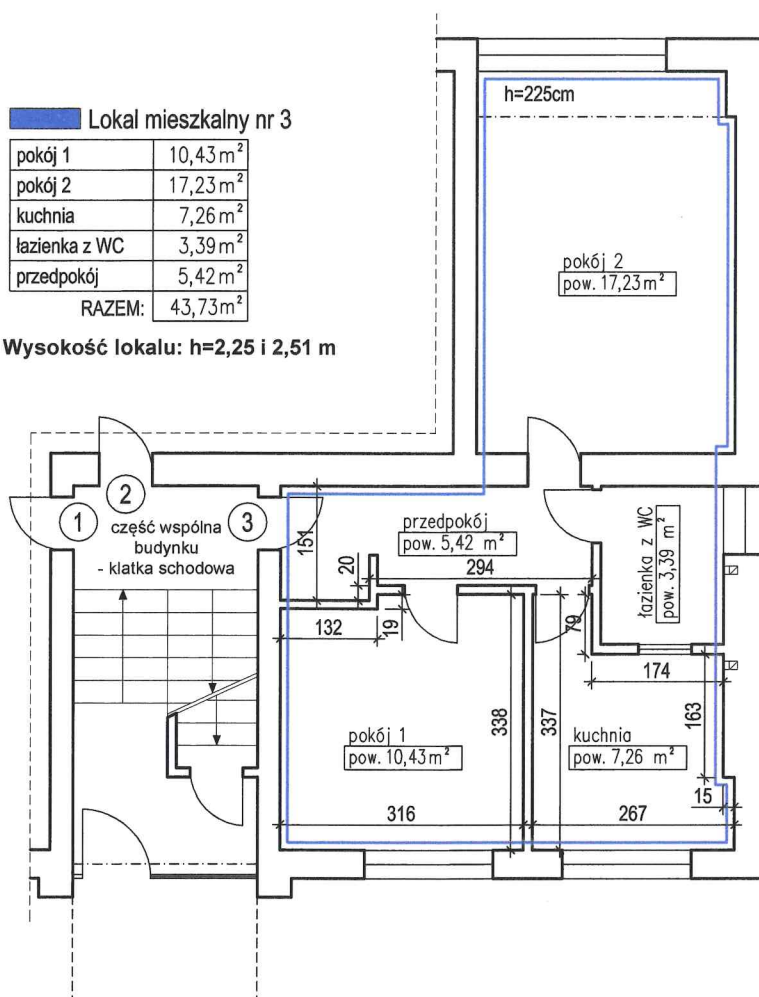 h=225cm
Lokal mieszkalny nr 3
pokój 1 10,43 m²
pokój 2 17,23 m²
kuchnia 7,26 m²
łazienka z WC 3,39 m²
przedpokój 5,42 m²
RAZEM: 43,73 m²
Wysokość lokalu: h=2,25 i 2,51 m
pokój 2
pow. 17,23 m²
1
2
3
część wspólna
budynku
- klatka schodowa
151
20
przedpokój
pow. 5,42 m²
294
łazienka z WC
pow. 3,39 m²
132
19
79
174
163
338
337
pokój 1
pow. 10,43 m²
kuchnia
pow. 7,26 m²
15
316
267